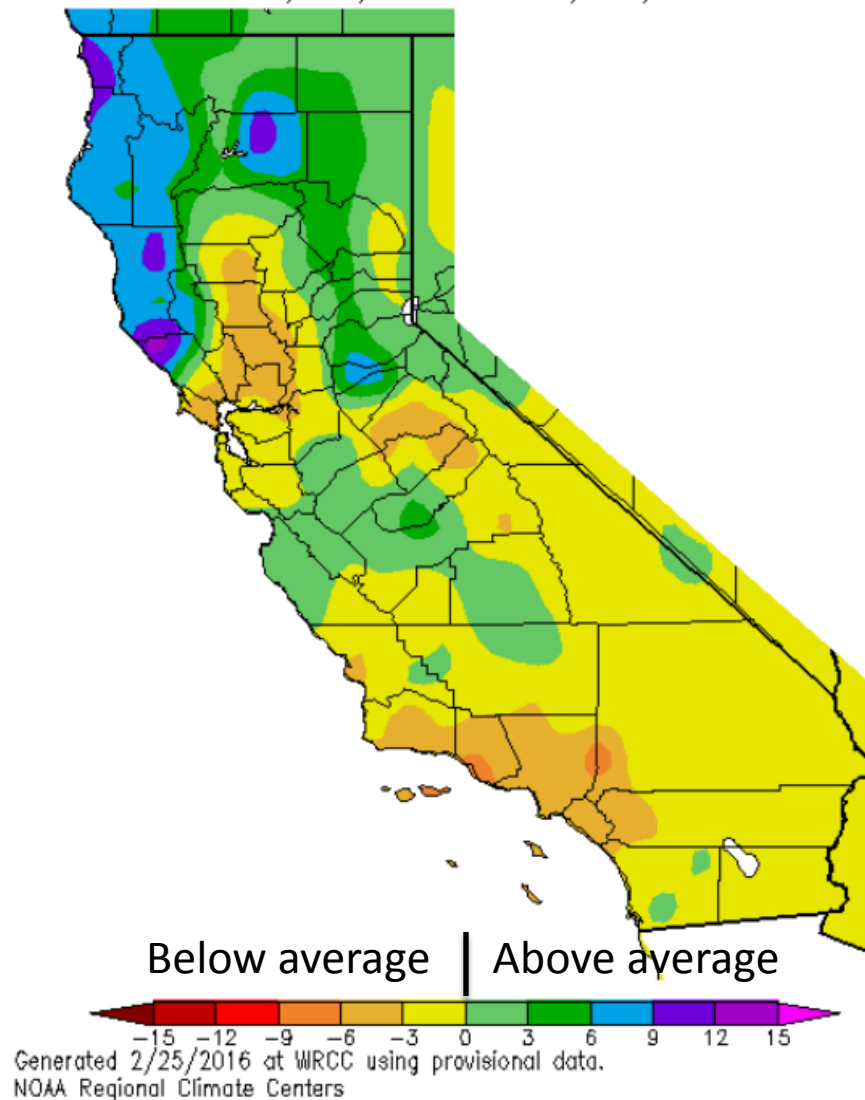 Below average | Above average
-15 -12 -9 -6 -3 0 3 6 9 12 15
Generated 2/25/2016 at WRCC using provisional data.
NOAA Regional Climate Centers